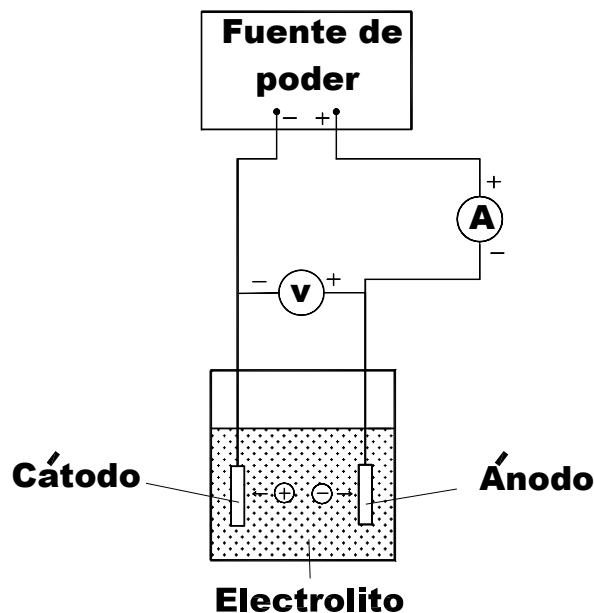 Fuente de
poder
− +
+
A
−
− V +
Cátodo
← + − →
Ánodo
Electrolito